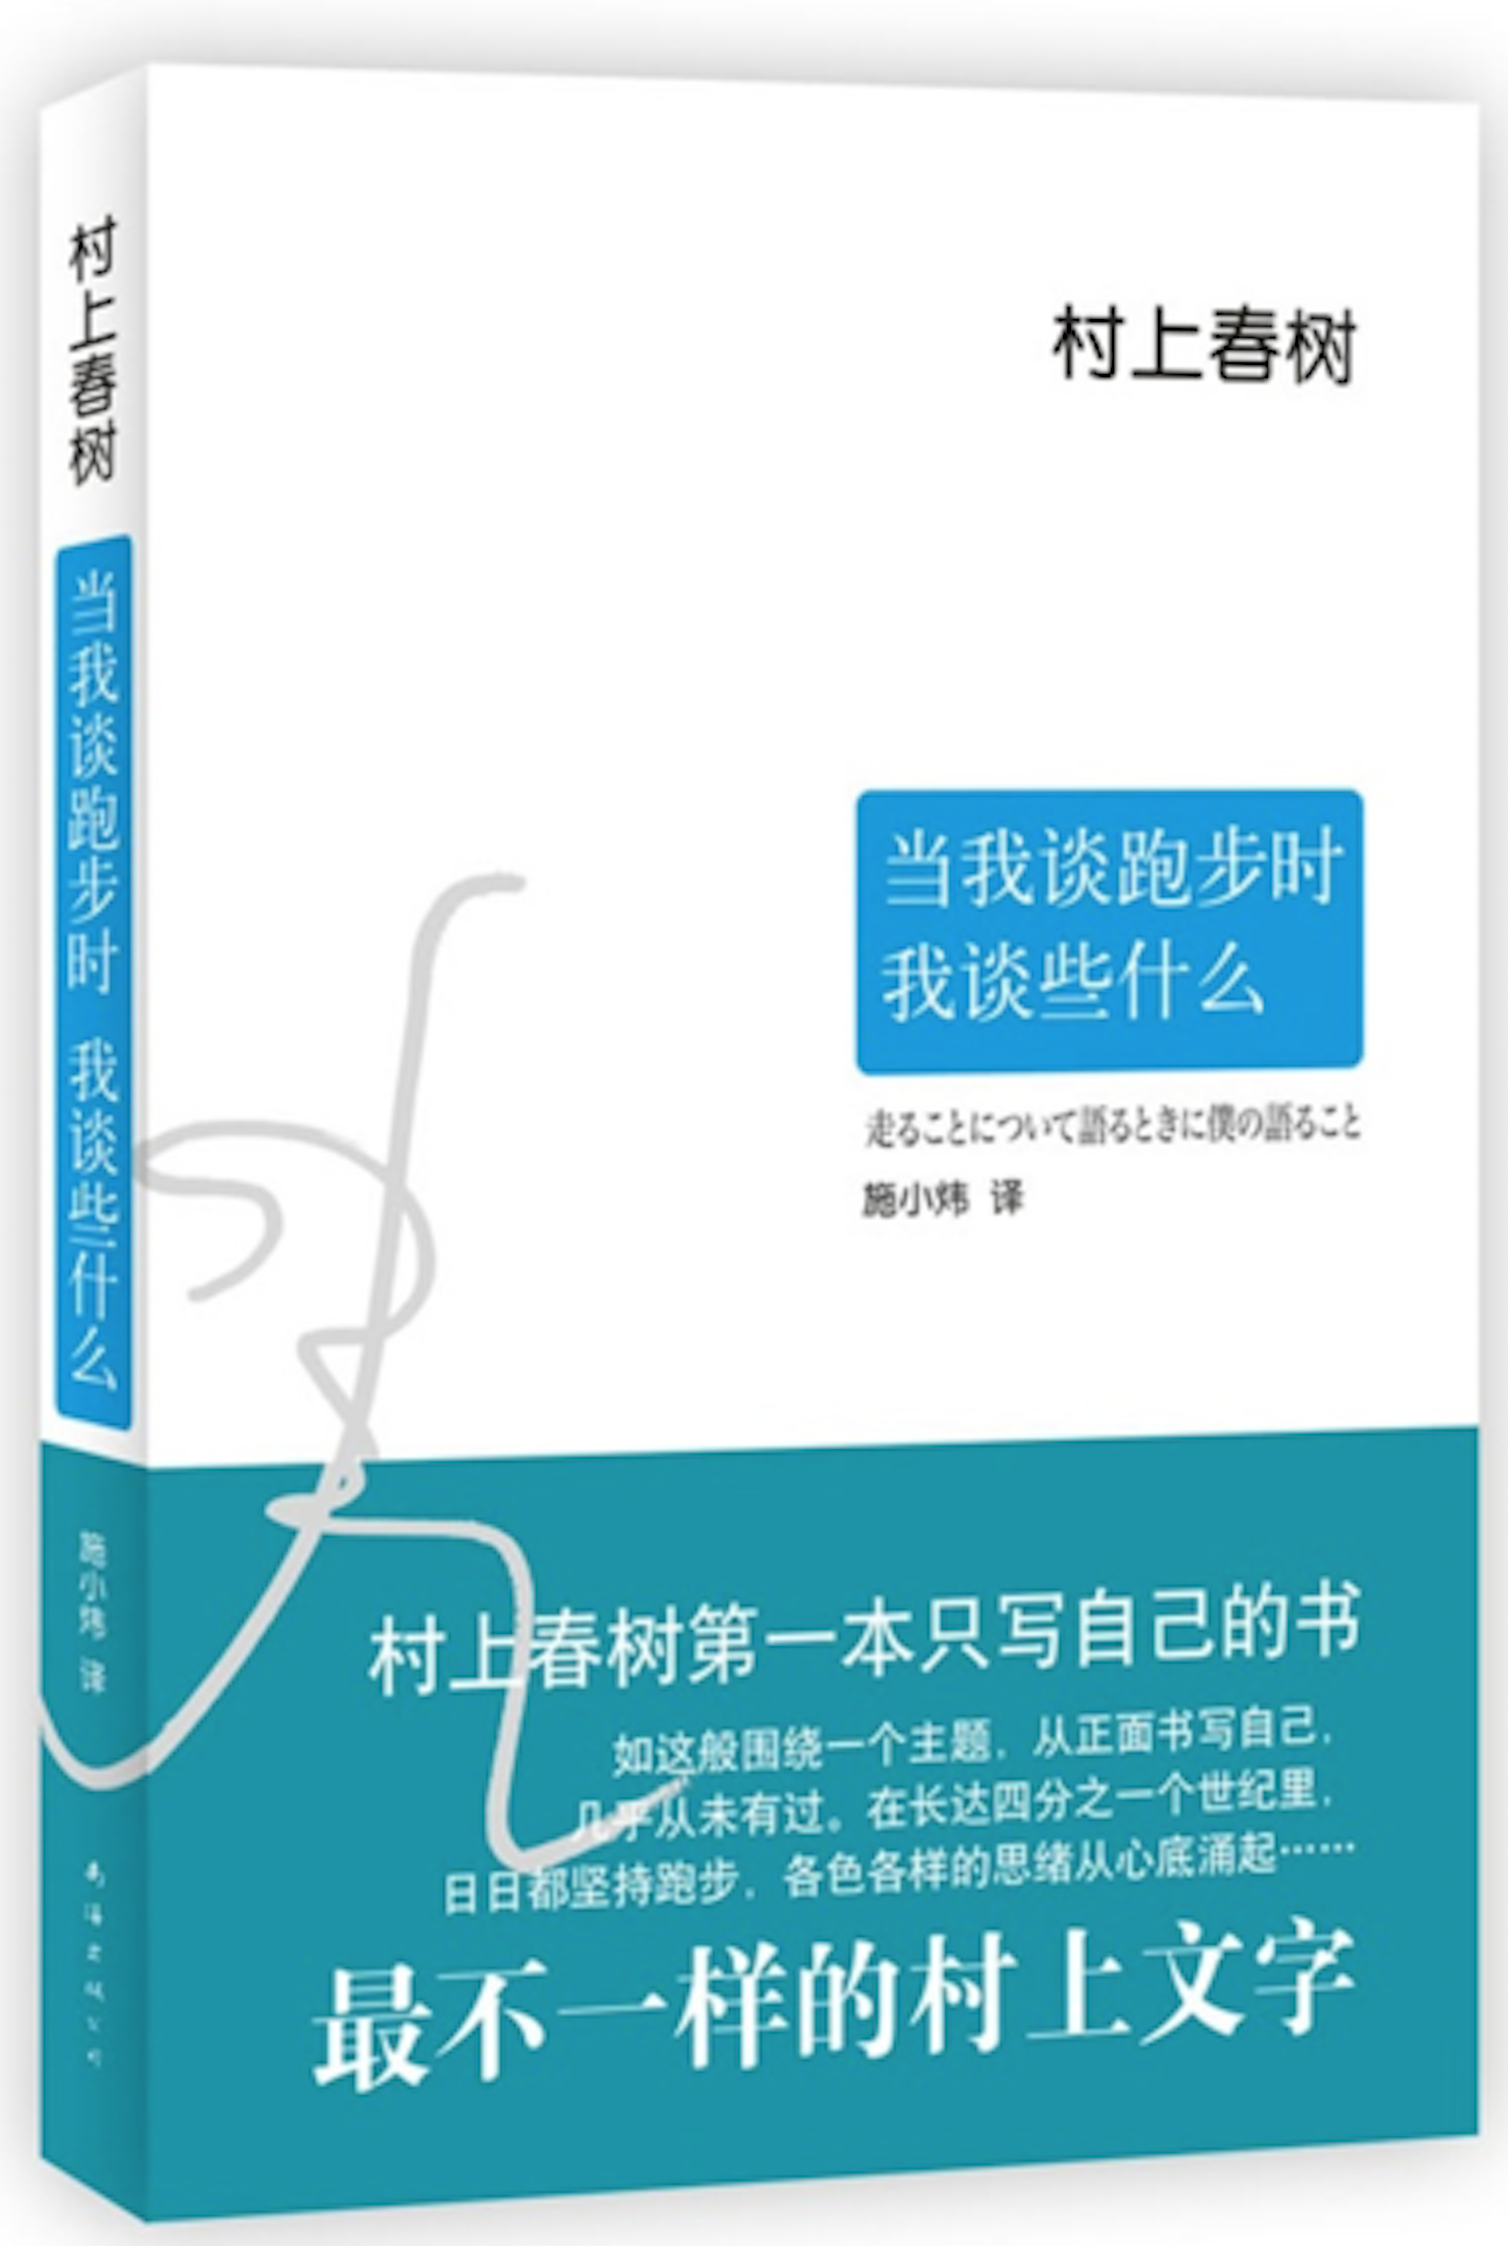 村上春树
当我谈跑步时 我谈些什么
施小炜 译
南海出版公司
村上春树
当我谈跑步时
我谈些什么
走ることについて語るときに僕の語ること
施小炜 译
村上春树第一本只写自己的书
如这般围绕一个主题，从正面书写自己，
几乎从未有过。在长达四分之一个世纪里，
日日都坚持跑步，各色各样的思绪从心底涌起……
最不一样的村上文字